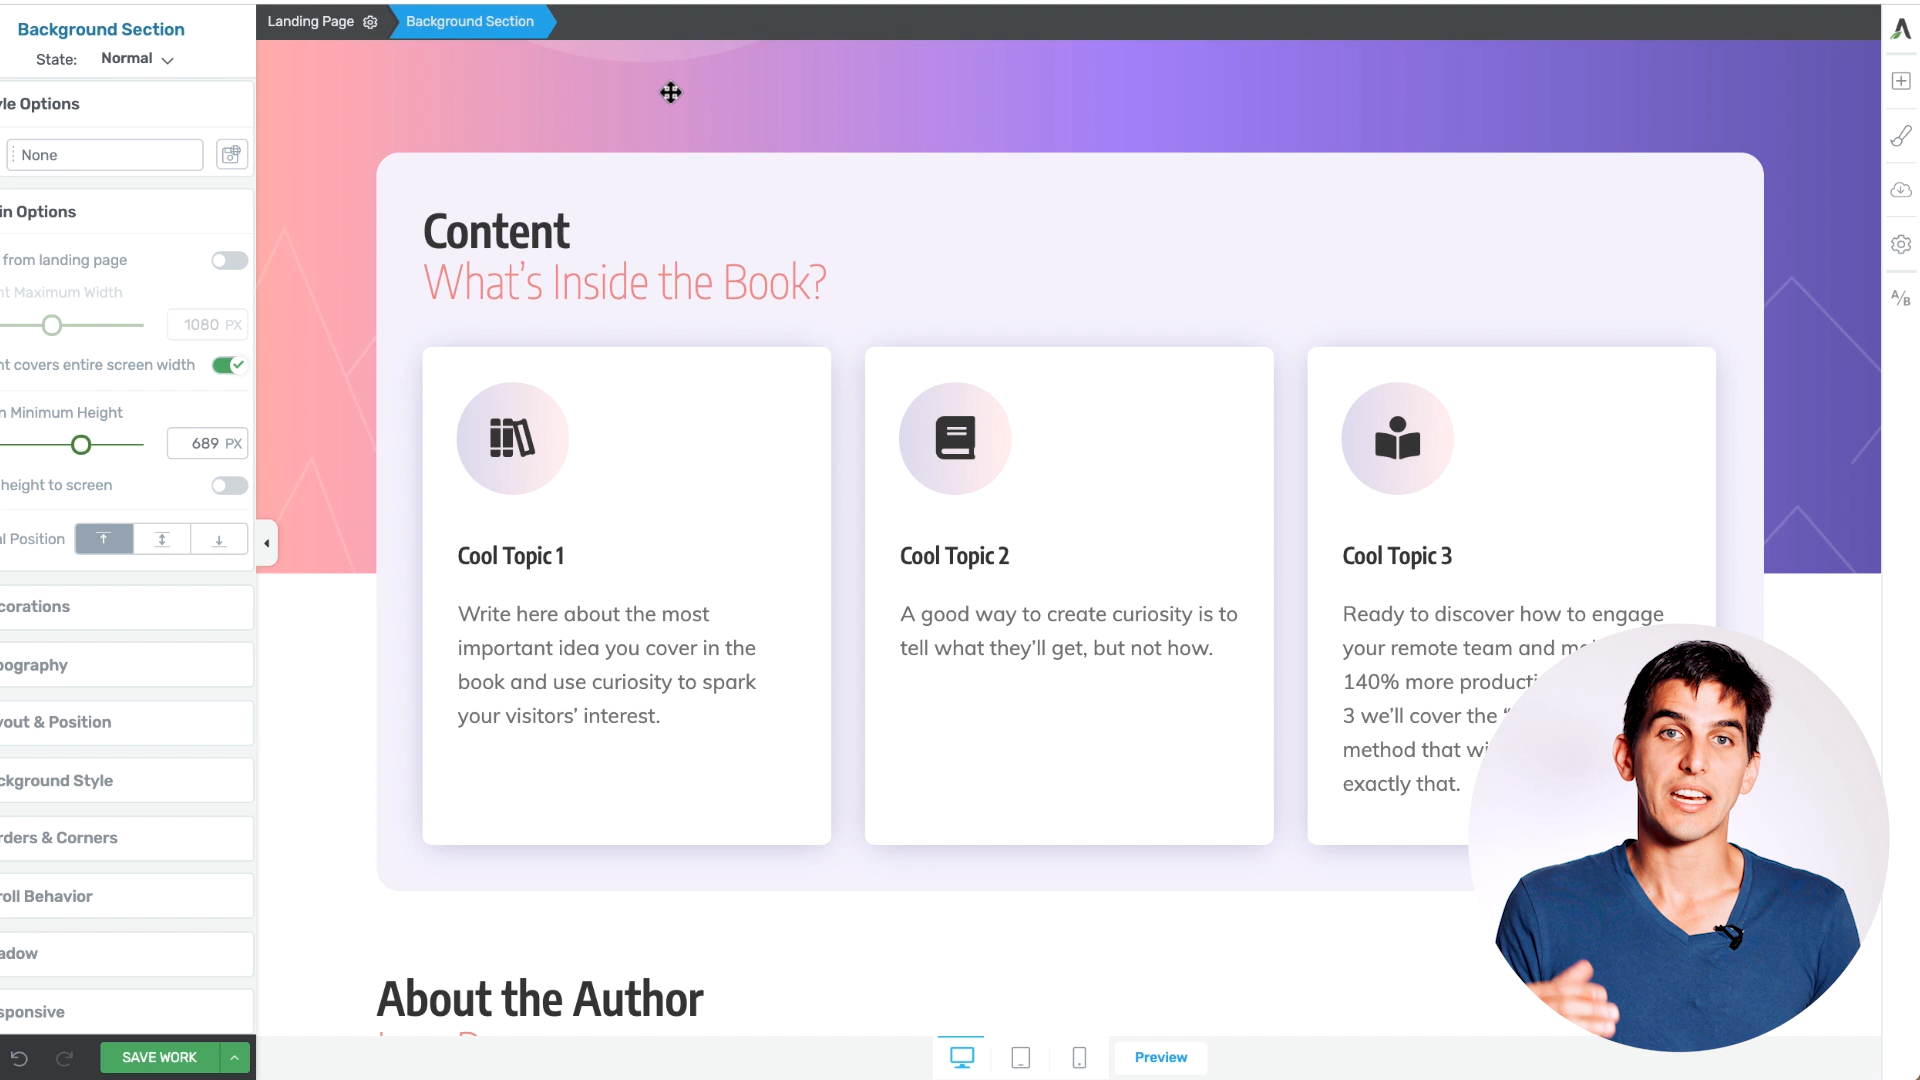 Background Section
State: Normal
Landing Page
Background Section
le Options
None
in Options
from landing page
nt Maximum Width
1080 PX
nt covers entire screen width
n Minimum Height
689 PX
height to screen
l Position
corations
pography
yout & Position
ckground Style
rders & Corners
roll Behavior
adow
sponsive
SAVE WORK
Content
What's Inside the Book?
Cool Topic 1
Write here about the most
important idea you cover in the
book and use curiosity to spark
your visitors' interest.
Cool Topic 2
A good way to create curiosity is to
tell what they'll get, but not how.
Cool Topic 3
Ready to discover how to engage
your remote team and
140% more producti
3 we'll cover the "
method that wi
exactly that.
About the Author
Preview
A/B